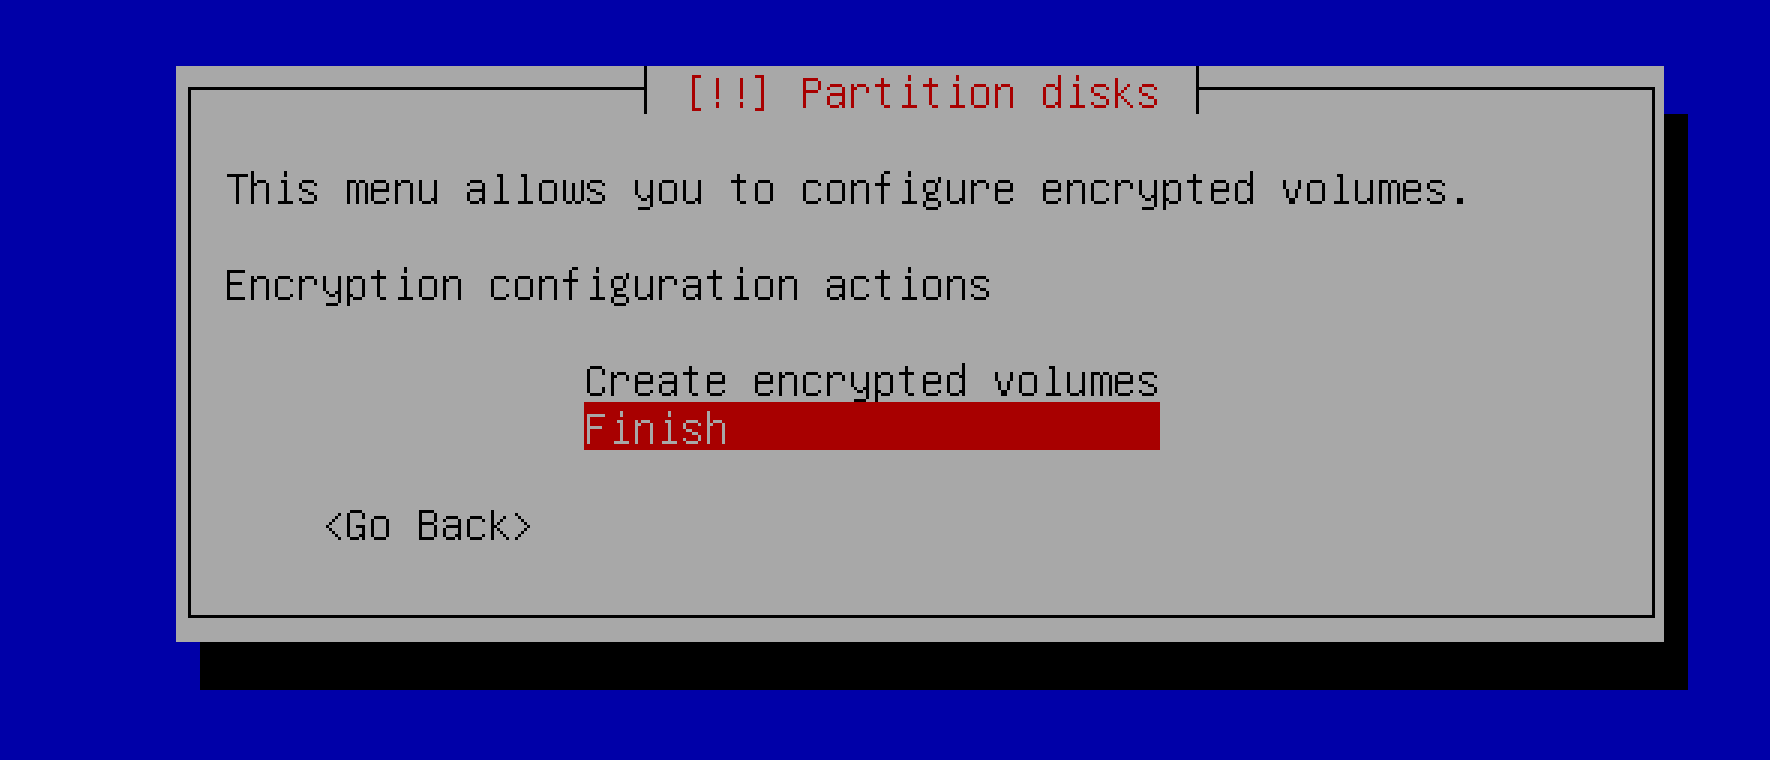 [!!] Partition disks
This menu allows you to configure encrypted volumes.
Encryption configuration actions
Create encrypted volumes
Finish
<Go Back>